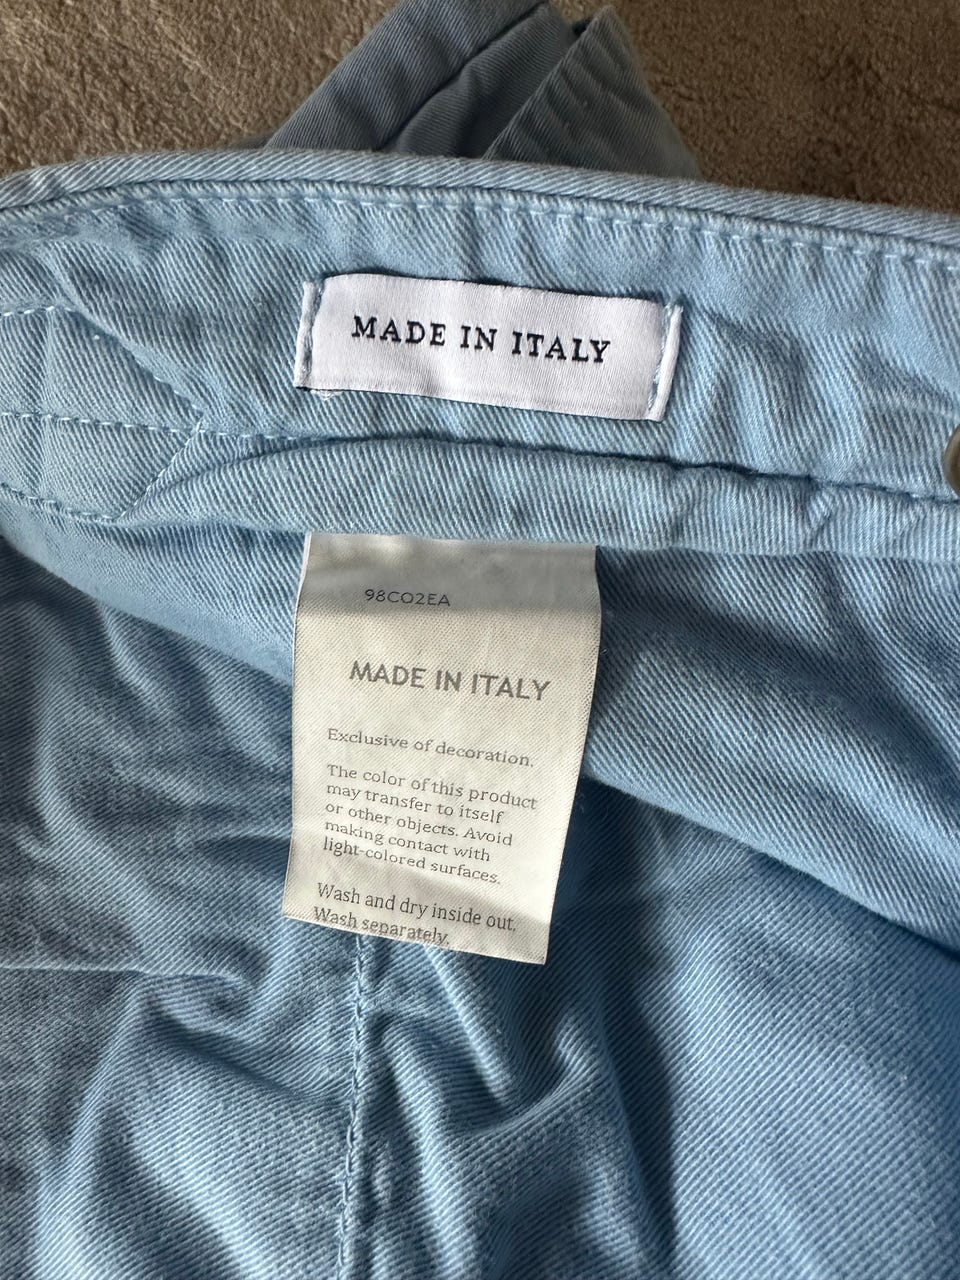 MADE IN ITALY
98CO2EA
MADE IN ITALY
Exclusive of decoration.
The color of this product
may transfer to itself
or other objects. Avoid
making contact with
light-colored surfaces.
Wash and dry inside out.
Wash separately.